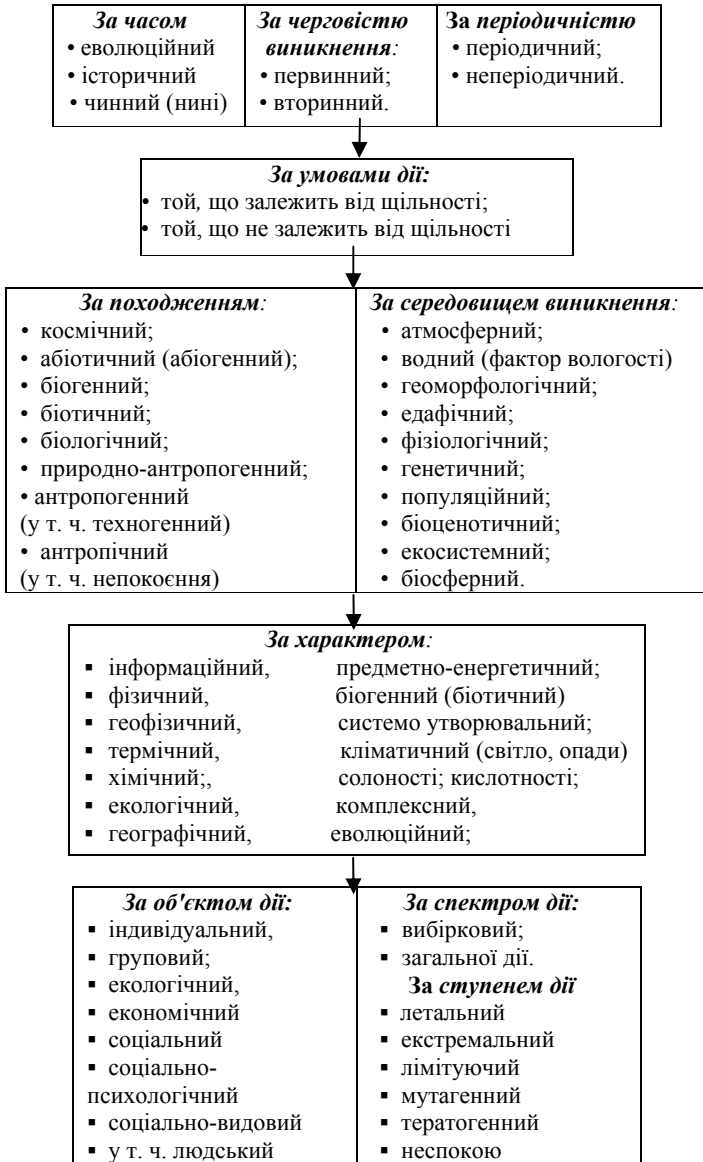 За часом
• еволюційний
• історичний
• чинний (нині)
За черговістю
виникнення:
• первинний;
• вторинний.
За періодичністю
• періодичний;
• неперіодичний.
За умовами дії:
• той, що залежить від щільності;
• той, що не залежить від щільності
За походженням:
• космічний;
• абіотичний (абіогенний);
• біогенний;
• біотичний;
• біологічний;
• природно-антропогенний;
• антропогенний
(у т. ч. техногенний)
• антропічний
(у т. ч. непокоєння)
За середовищем виникнення:
• атмосферний;
• водний (фактор вологості)
• геоморфологічний;
• едафічний;
• фізіологічний;
• генетичний;
• популяційний;
• біоценотичний;
• екосистемний;
• біосферний.
За характером:
▪ інформаційний, предметно-енергетичний;
▪ фізичний, біогенний (біотичний)
▪ геофізичний, системо утворювальний;
▪ термічний, кліматичний (світло, опади)
▪ хімічний;, солоності; кислотності;
▪ екологічний, комплексний,
▪ географічний, еволюційний;
За об'єктом дії:
▪ індивідуальний,
▪ груповий;
▪ екологічний,
▪ економічний
▪ соціальний
▪ соціально-
психологічний
▪ соціально-видовий
▪ у т. ч. людський
За спектром дії:
▪ вибірковий;
▪ загальної дії.
За ступенем дії
▪ летальний
▪ екстремальний
▪ лімітуючий
▪ мутагенний
▪ тератогенний
▪ неспокою